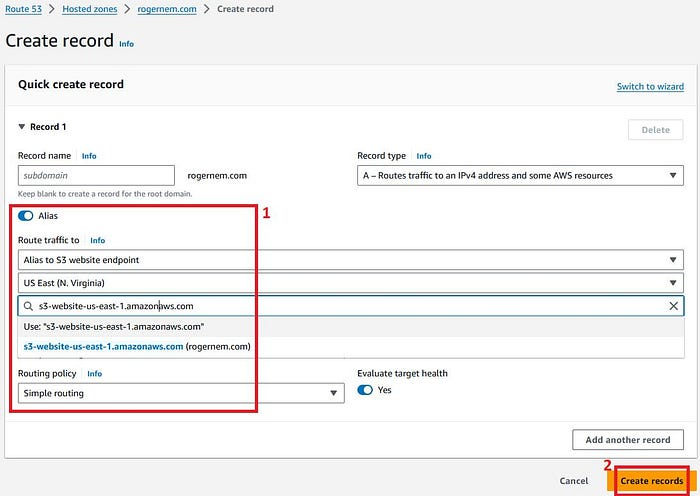 Route 53 > Hosted zones > rogernem.com > Create record
Create record Info
Quick create record
Switch to wizard
▼ Record 1
Delete
Record name Info
subdomain
rogernem.com
Keep blank to create a record for the root domain.
Record type Info
A – Routes traffic to an IPv4 address and some AWS resources
1
Alias
Route traffic to Info
Alias to S3 website endpoint
US East (N. Virginia)
s3-website-us-east-1.amazonaws.com
Use: "s3-website-us-east-1.amazonaws.com"
s3-website-us-east-1.amazonaws.com (rogernem.com)
Routing policy Info
Simple routing
Evaluate target health
Yes
Add another record
2
Cancel
Create records